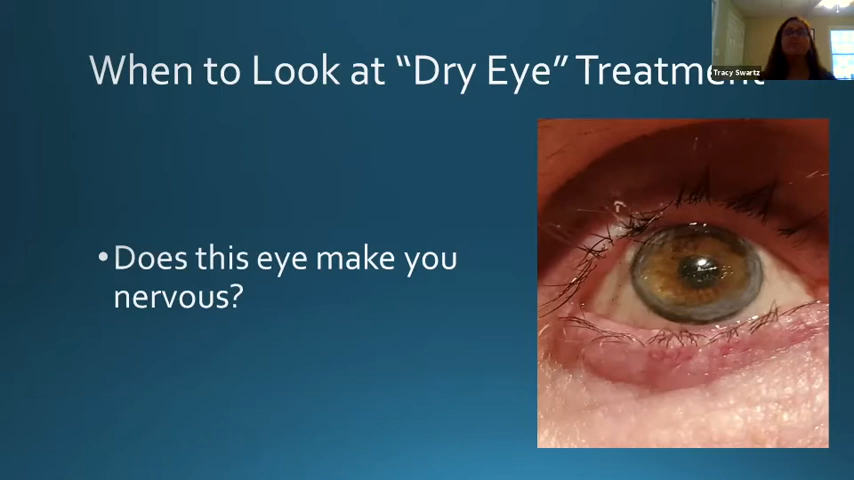 When to Look at “Dry Eye” Treatment
Tracy Swartz
•Does this eye make you
nervous?